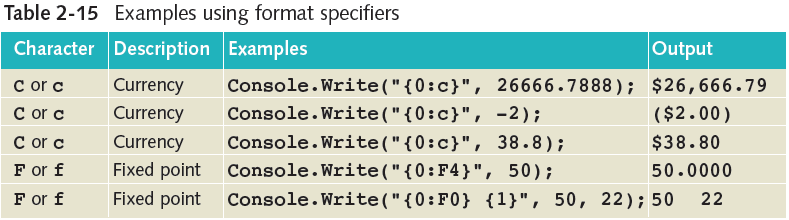 Table 2-15 Examples using format specifiers
Character Description Examples Output
C or c Currency Console.Write("{0:c}", 26666.7888); $26,666.79
C or c Currency Console.Write("{0:c}", -2); ($2.00)
C or c Currency Console.Write("{0:c}", 38.8); $38.80
F or f Fixed point Console.Write("{0:F4}", 50); 50.0000
F or f Fixed point Console.Write("{0:F0} {1}", 50, 22); 50 22